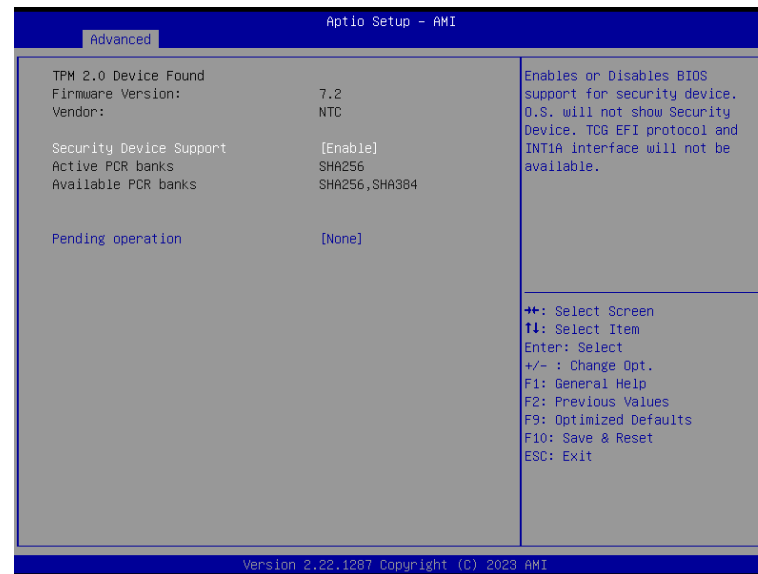 Aptio Setup – AMI
Advanced
TPM 2.0 Device Found
Firmware Version: 7.2
Vendor: NTC
Security Device Support [Enable]
Active PCR banks SHA256
Available PCR banks SHA256,SHA384
Pending operation [None]
Enables or Disables BIOS
support for security device.
O.S. will not show Security
Device. TCG EFI protocol and
INT1A interface will not be
available.
→←: Select Screen
↑↓: Select Item
Enter: Select
+/- : Change Opt.
F1: General Help
F2: Previous Values
F9: Optimized Defaults
F10: Save & Reset
ESC: Exit
Version 2.22.1287 Copyright (C) 2023 AMI